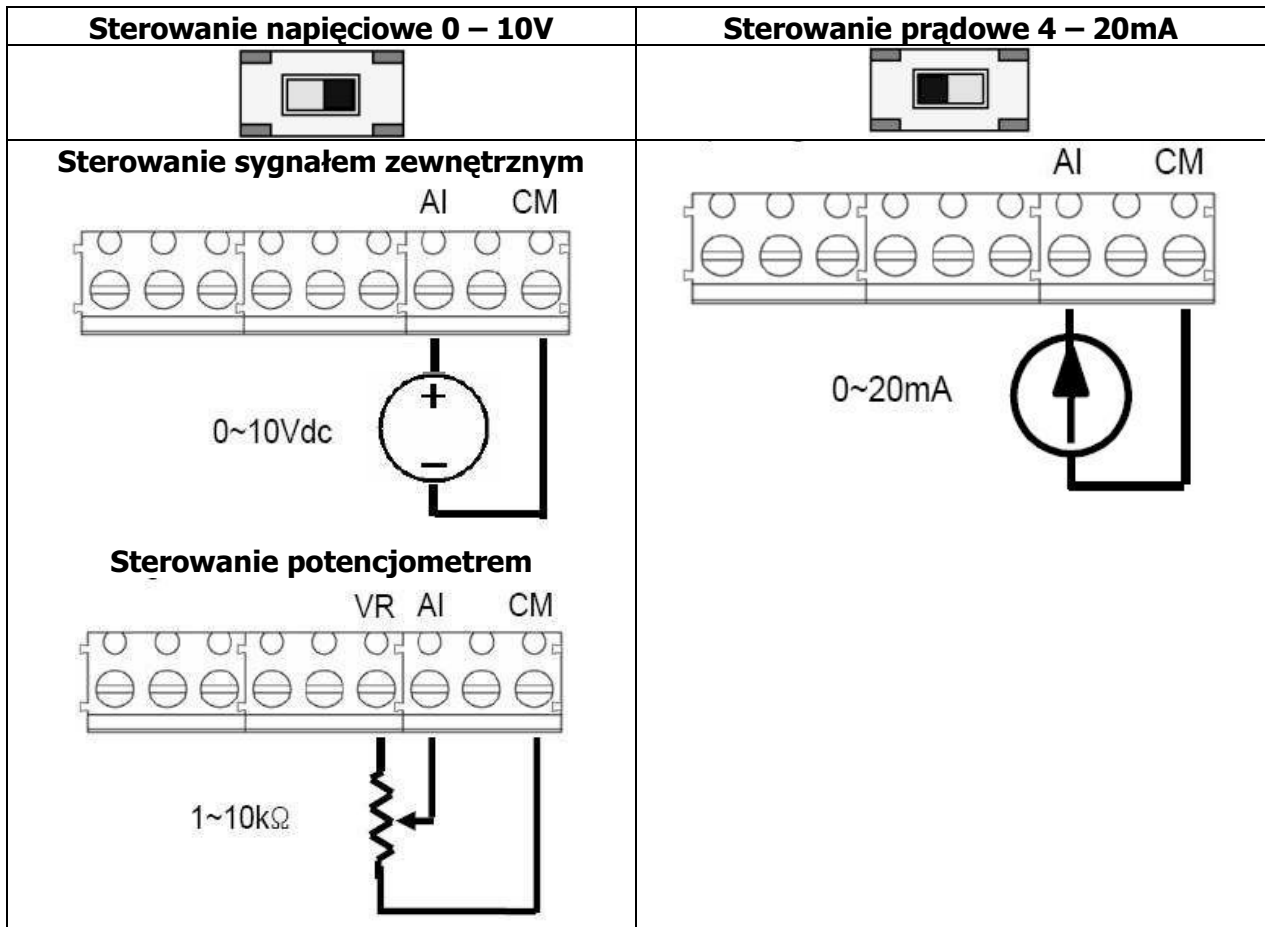 Sterowanie napięciowe 0 – 10V
Sterowanie prądowe 4 – 20mA
Sterowanie sygnałem zewnętrznym
AI CM
0~10Vdc
Sterowanie potencjometrem
VR AI CM
1~10kΩ
AI CM
0~20mA